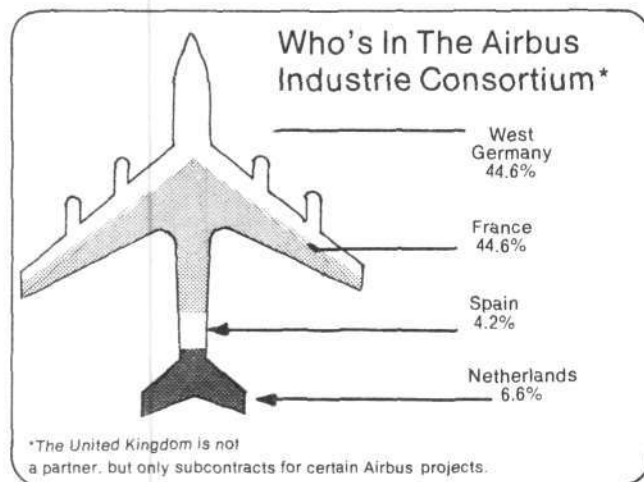 Who's In The Airbus
Industrie Consortium*
West
Germany
44.6%
France
44.6%
Spain
4.2%
Netherlands
6.6%
*The United Kingdom is not
a partner. but only subcontracts for certain Airbus projects.